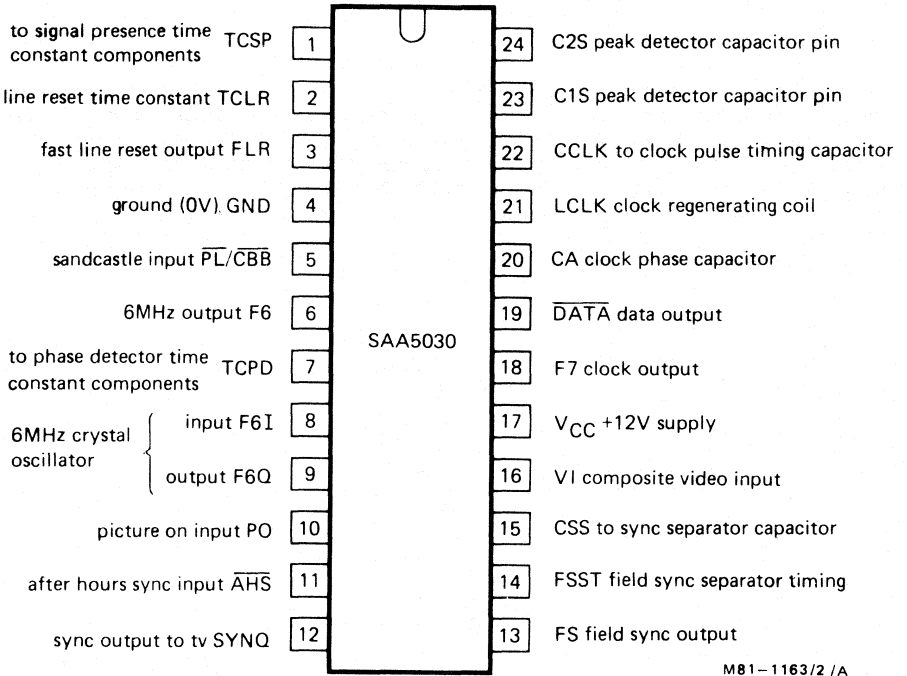 to signal presence time
constant components TCSP 1
line reset time constant TCLR 2
fast line reset output FLR 3
ground (0V) GND 4
sandcastle input P̅L̅/C̅B̅B̅ 5
6MHz output F6 6
to phase detector time
constant components TCPD 7
6MHz crystal
oscillator
input F6I 8
output F6Q 9
picture on input PO 10
after hours sync input A̅H̅S̅ 11
sync output to tv SYNQ 12
SAA5030
24 C2S peak detector capacitor pin
23 C1S peak detector capacitor pin
22 CCLK to clock pulse timing capacitor
21 LCLK clock regenerating coil
20 CA clock phase capacitor
19 D̅A̅T̅A̅ data output
18 F7 clock output
17 VCC +12V supply
16 VI composite video input
15 CSS to sync separator capacitor
14 FSST field sync separator timing
13 FS field sync output
M81–1163/2/A